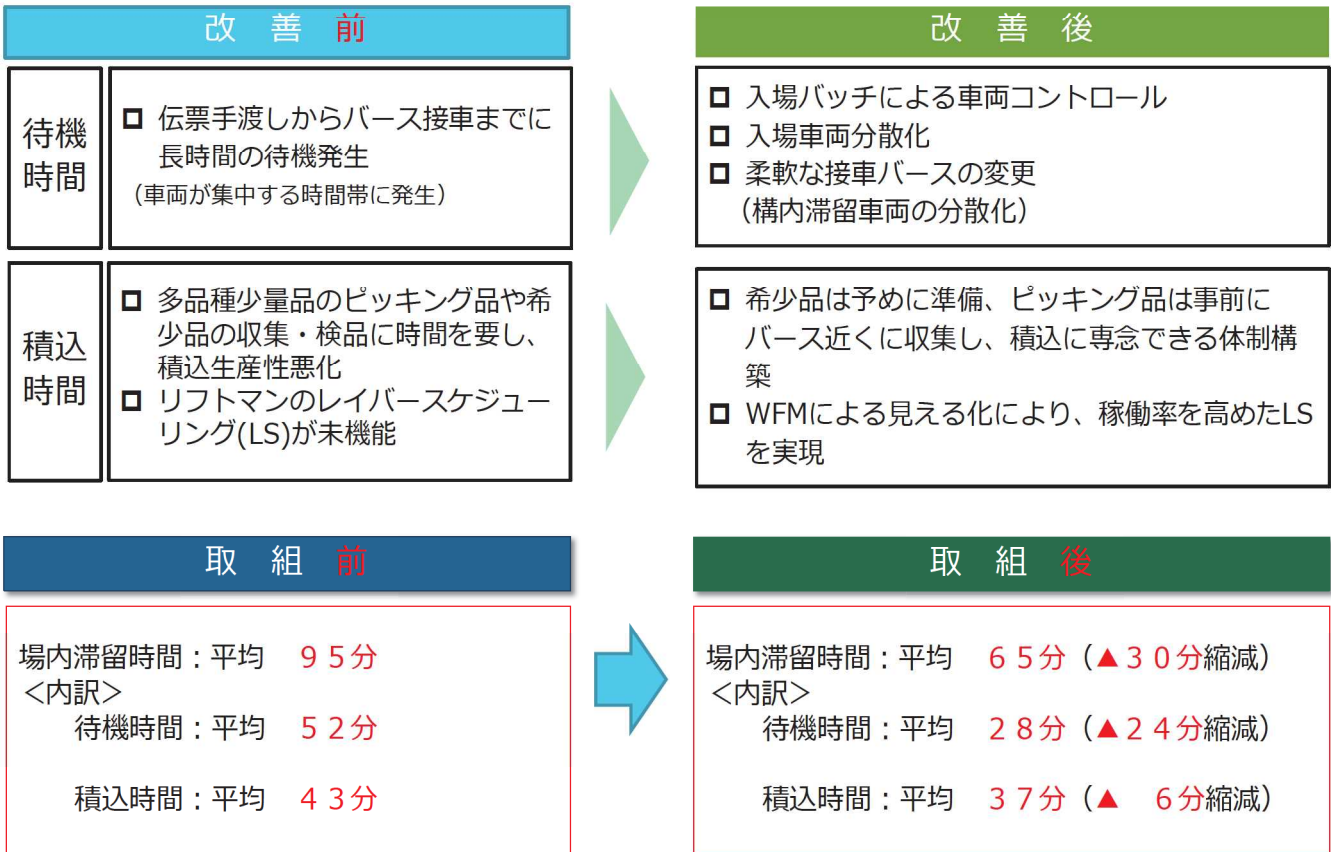 改善前
改善後
待機
時間
伝票手渡しからバース接車までに
長時間の待機発生
（車両が集中する時間帯に発生）
入場バッチによる車両コントロール
入場車両分散化
柔軟な接車バースの変更
（構内滞留車両の分散化）
積込
時間
多品種少量品のピッキング品や希
少品の収集・検品に時間を要し、
積込生産性悪化
リフトマンのレイバースケジュー
リング(LS)が未機能
希少品は予めに準備、ピッキング品は事前に
バース近くに収集し、積込に専念できる体制構
築
WFMによる見える化により、稼働率を高めたLS
を実現
取組前
取組後
場内滞留時間：平均　９５分
＜内訳＞
待機時間：平均　５２分
積込時間：平均　４３分
場内滞留時間：平均　６５分（▲３０分縮減）
＜内訳＞
待機時間：平均　２８分（▲２４分縮減）
積込時間：平均　３７分（▲　６分縮減）